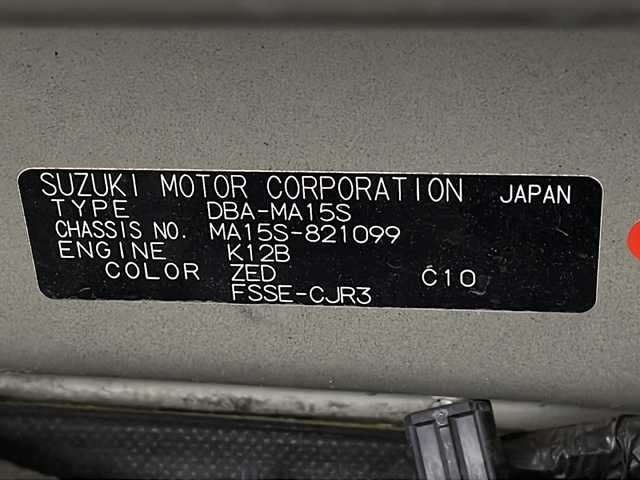 SUZUKI MOTOR CORPORATION JAPAN
TYPE DBA-MA15S
CHASSIS NO. MA15S-821099
ENGINE K12B
COLOR ZED C10
FSSE-CJR3